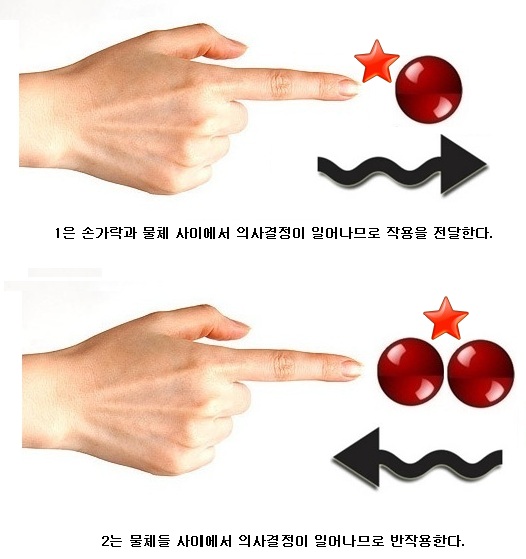 1은 손가락과 물체 사이에서 의사결정이 일어나므로 작용을 전달한다.
2는 물체들 사이에서 의사결정이 일어나므로 반작용한다.